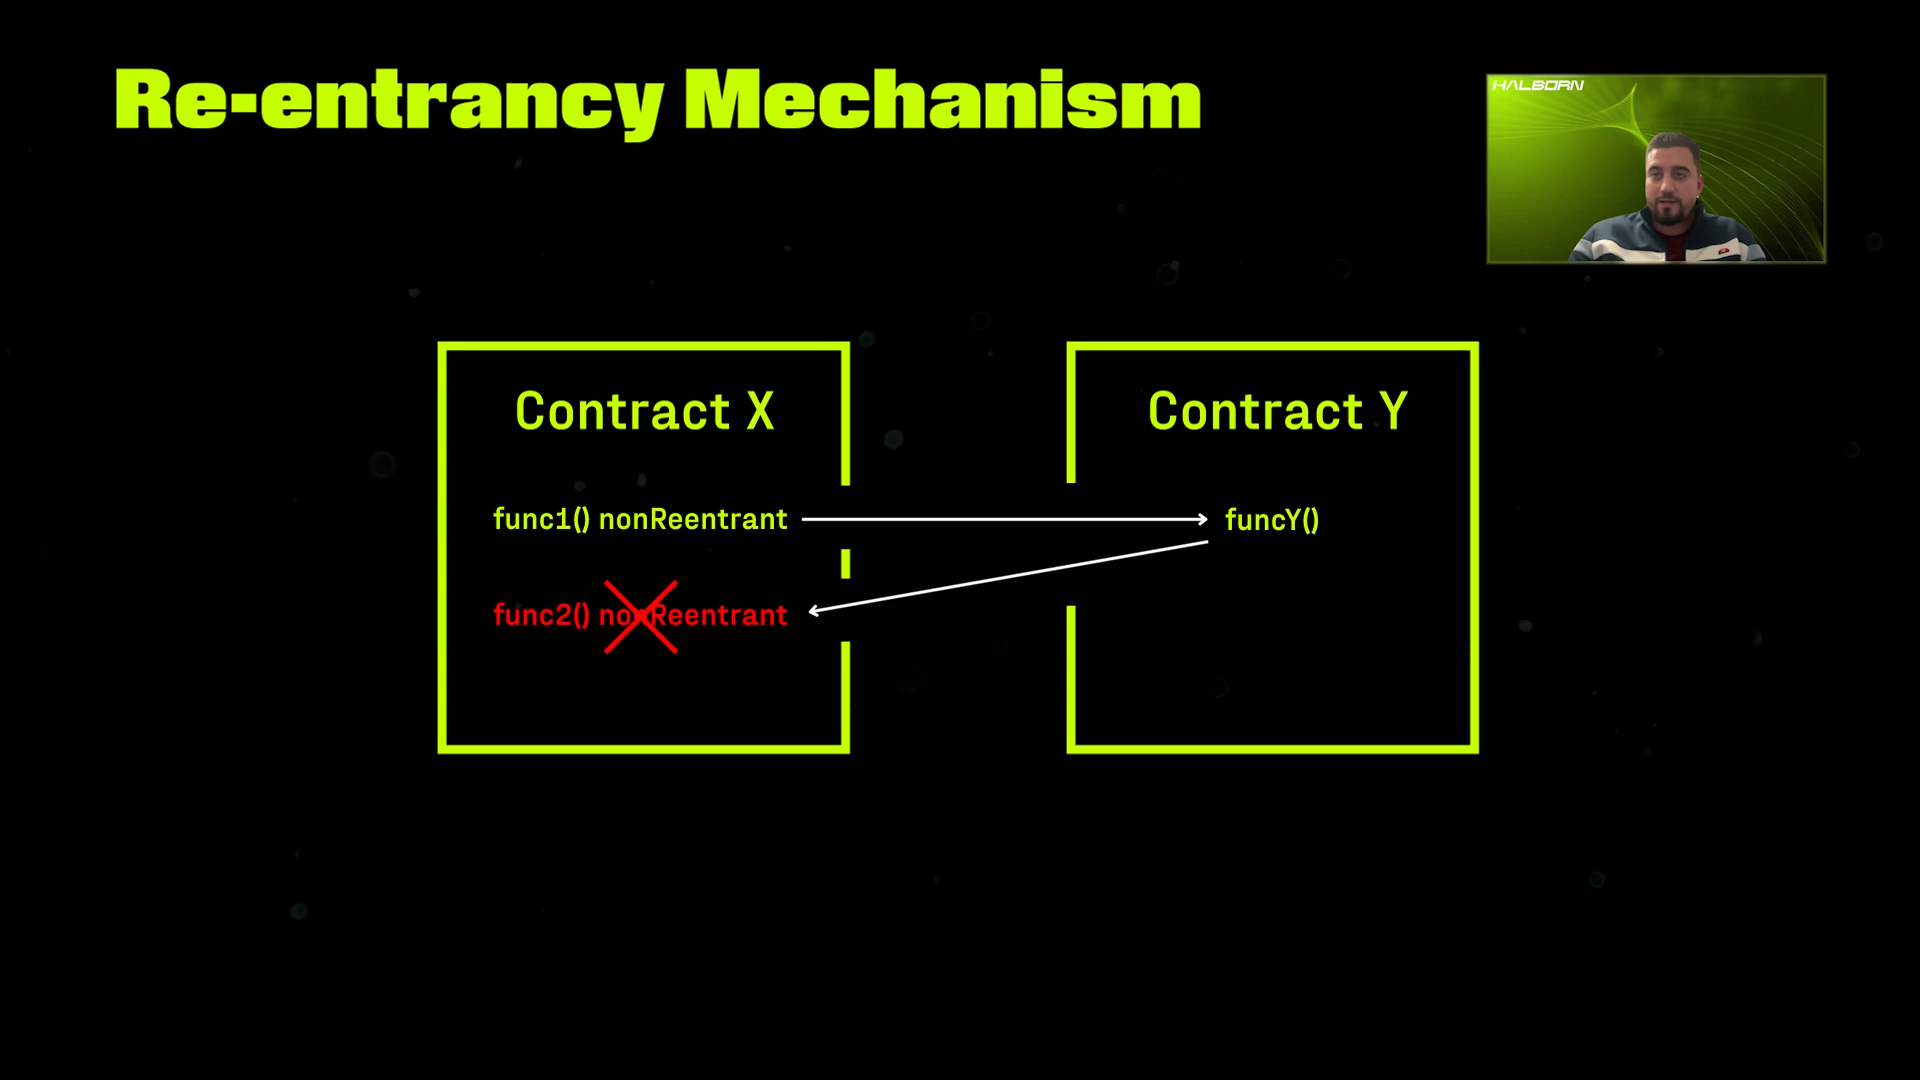 Re-entrancy Mechanism
HALBORN
Contract X
func1() nonReentrant
func2() nonReentrant
Contract Y
funcY()